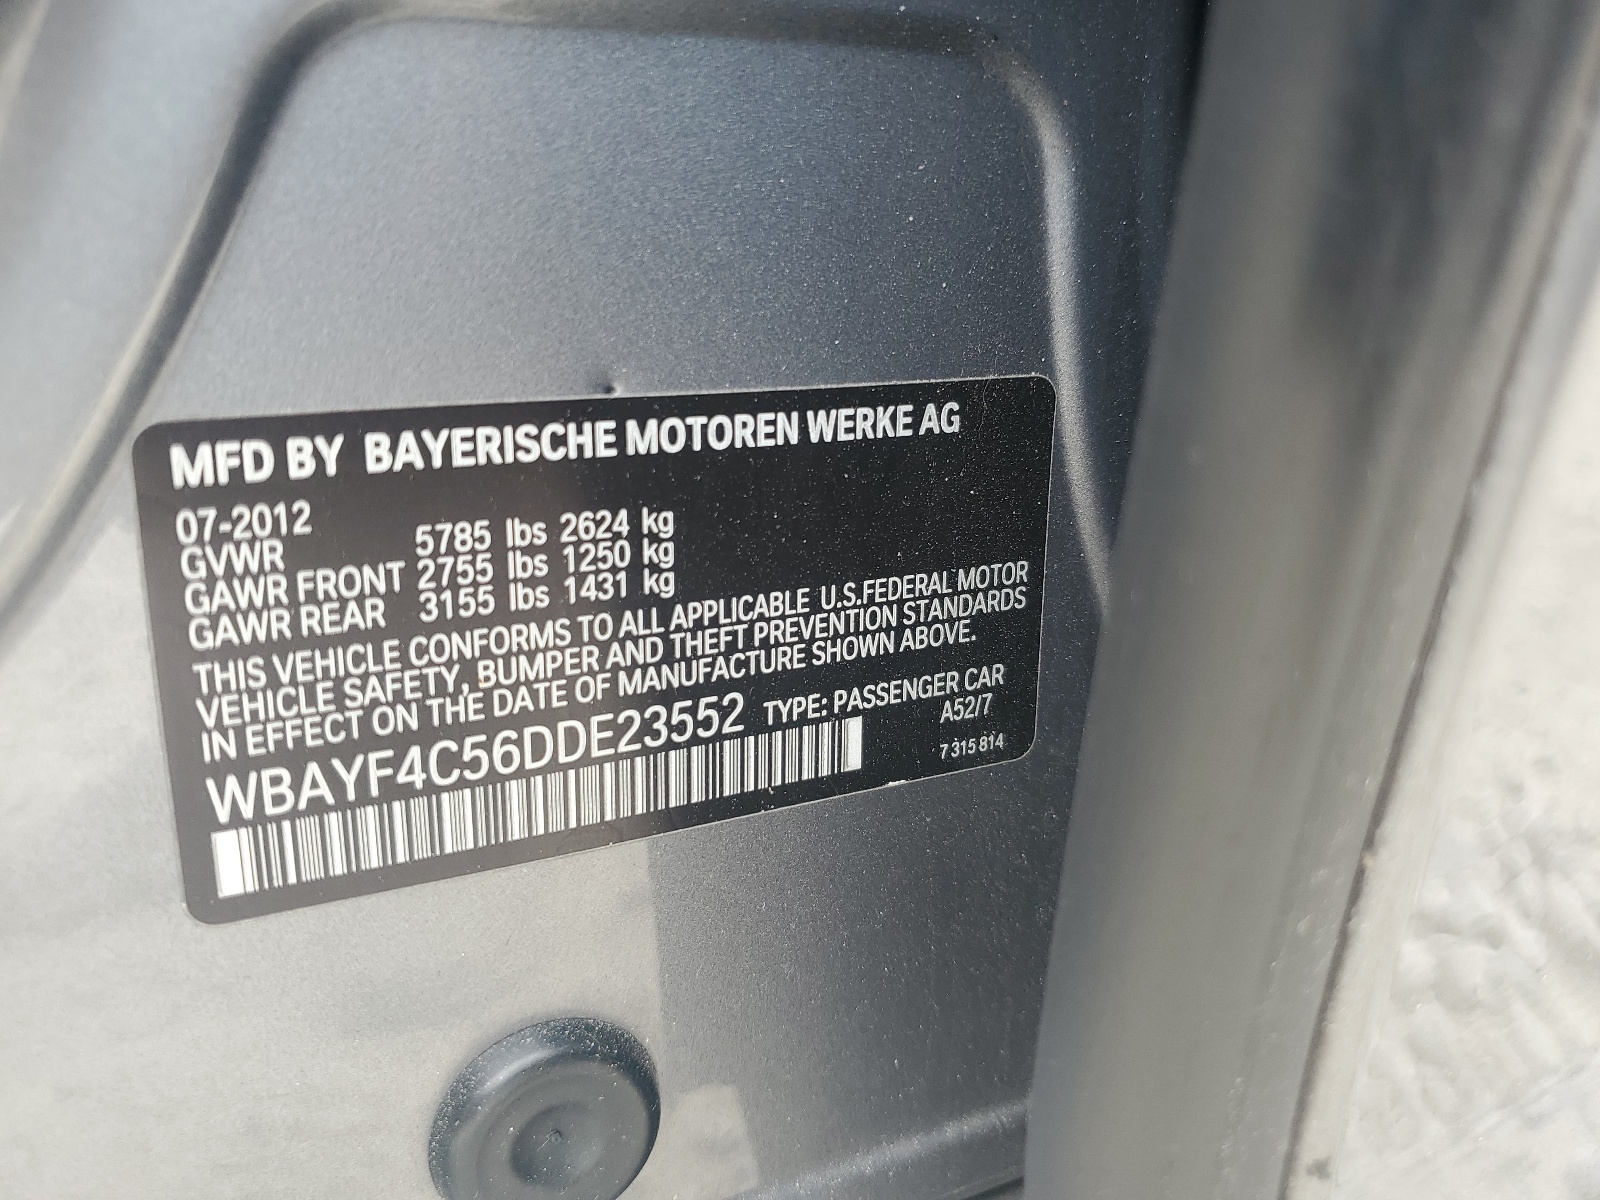 MFD BY BAYERISCHE MOTOREN WERKE AG
07-2012
GVWR 5785 lbs 2624 kg
GAWR FRONT 2755 lbs 1250 kg
GAWR REAR 3155 lbs 1431 kg
THIS VEHICLE CONFORMS TO ALL APPLICABLE U.S.FEDERAL MOTOR
VEHICLE SAFETY, BUMPER AND THEFT PREVENTION STANDARDS
IN EFFECT ON THE DATE OF MANUFACTURE SHOWN ABOVE.
WBAYF4C56DDE23552 TYPE: PASSENGER CAR
A52/7
7 315 814